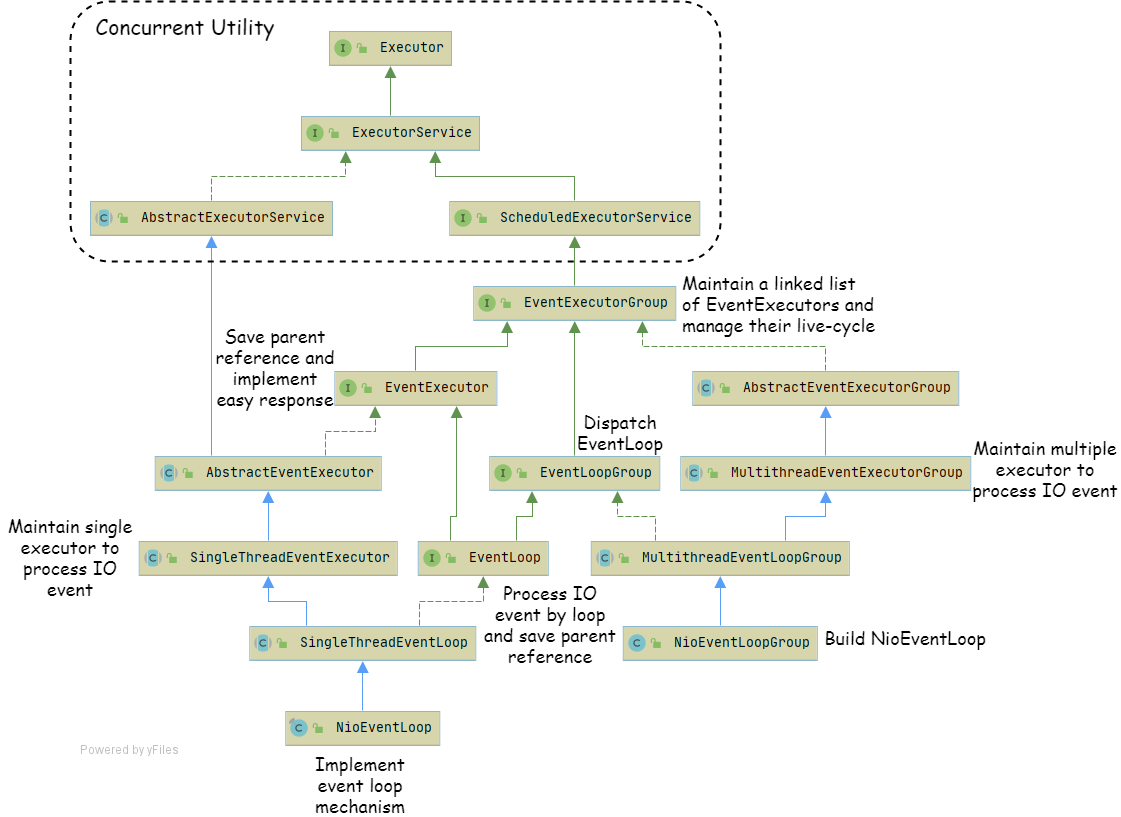 Concurrent Utility
Executor
ExecutorService
AbstractExecutorService
ScheduledExecutorService
EventExecutorGroup
Maintain a linked list
of EventExecutors and
manage their live-cycle
Save parent
reference and
implement
easy response
EventExecutor
AbstractEventExecutorGroup
Dispatch
EventLoop
AbstractEventExecutor
EventLoopGroup
MultithreadEventExecutorGroup
Maintain multiple
executor to
process IO event
Maintain single
executor to
process IO
event
SingleThreadEventExecutor
EventLoop
MultithreadEventLoopGroup
Process IO
event by loop
and save parent
reference
SingleThreadEventLoop
NioEventLoopGroup
Build NioEventLoop
NioEventLoop
Powered by yFiles
Implement
event loop
mechanism